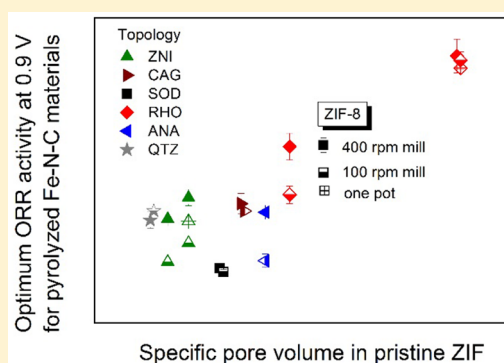 Optimum ORR activity at 0.9 V
for pyrolyzed Fe-N-C materials
Topology
ZNI
CAG
SOD
RHO
ANA
QTZ
ZIF-8
400 rpm mill
100 rpm mill
one pot
Specific pore volume in pristine ZIF